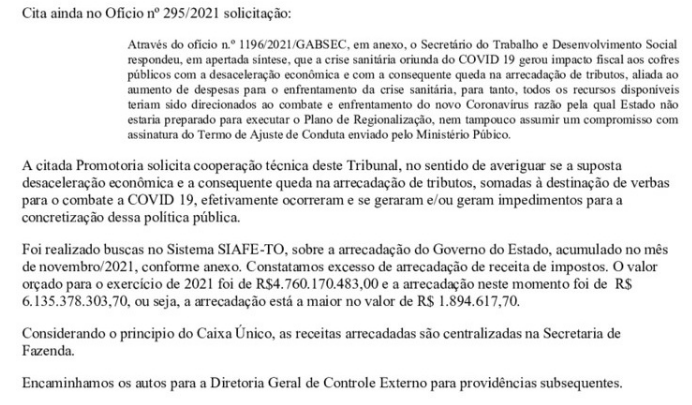 Cita ainda no Ofício nº 295/2021 solicitação:
Através do ofício n.º 1196/2021/GABSEC, em anexo, o Secretário do Trabalho e Desenvolvimento Social
respondeu, em apertada síntese, que a crise sanitária oriunda do COVID 19 gerou impacto fiscal aos cofres
públicos com a desaceleração econômica e com a consequente queda na arrecadação de tributos, aliada ao
aumento de despesas para o enfrentamento da crise sanitária, para tanto, todos os recursos disponíveis
teriam sido direcionados ao combate e enfrentamento do novo Coronavírus razão pela qual Estado não
estaria preparado para executar o Plano de Regionalização, nem tampouco assumir um compromisso com
assinatura do Termo de Ajuste de Conduta enviado pelo Ministério Púbico.
A citada Promotoria solicita cooperação técnica deste Tribunal, no sentido de averiguar se a suposta
desaceleração econômica e a consequente queda na arrecadação de tributos, somadas à destinação de verbas
para o combate a COVID 19, efetivamente ocorreram e se geraram e/ou geram impedimentos para a
concretização dessa política pública.
Foi realizado buscas no Sistema SIAFE-TO, sobre a arrecadação do Governo do Estado, acumulado no mês
de novembro/2021, conforme anexo. Constatamos excesso de arrecadação de receita de impostos. O valor
orçado para o exercício de 2021 foi de R$4.760.170.483,00 e a arrecadação neste momento foi de R$
6.135.378.303,70, ou seja, a arrecadação está a maior no valor de R$ 1.894.617,70.
Considerando o princípio do Caixa Único, as receitas arrecadadas são centralizadas na Secretaria de
Fazenda.
Encaminhamos os autos para a Diretoria Geral de Controle Externo para providências subsequentes.